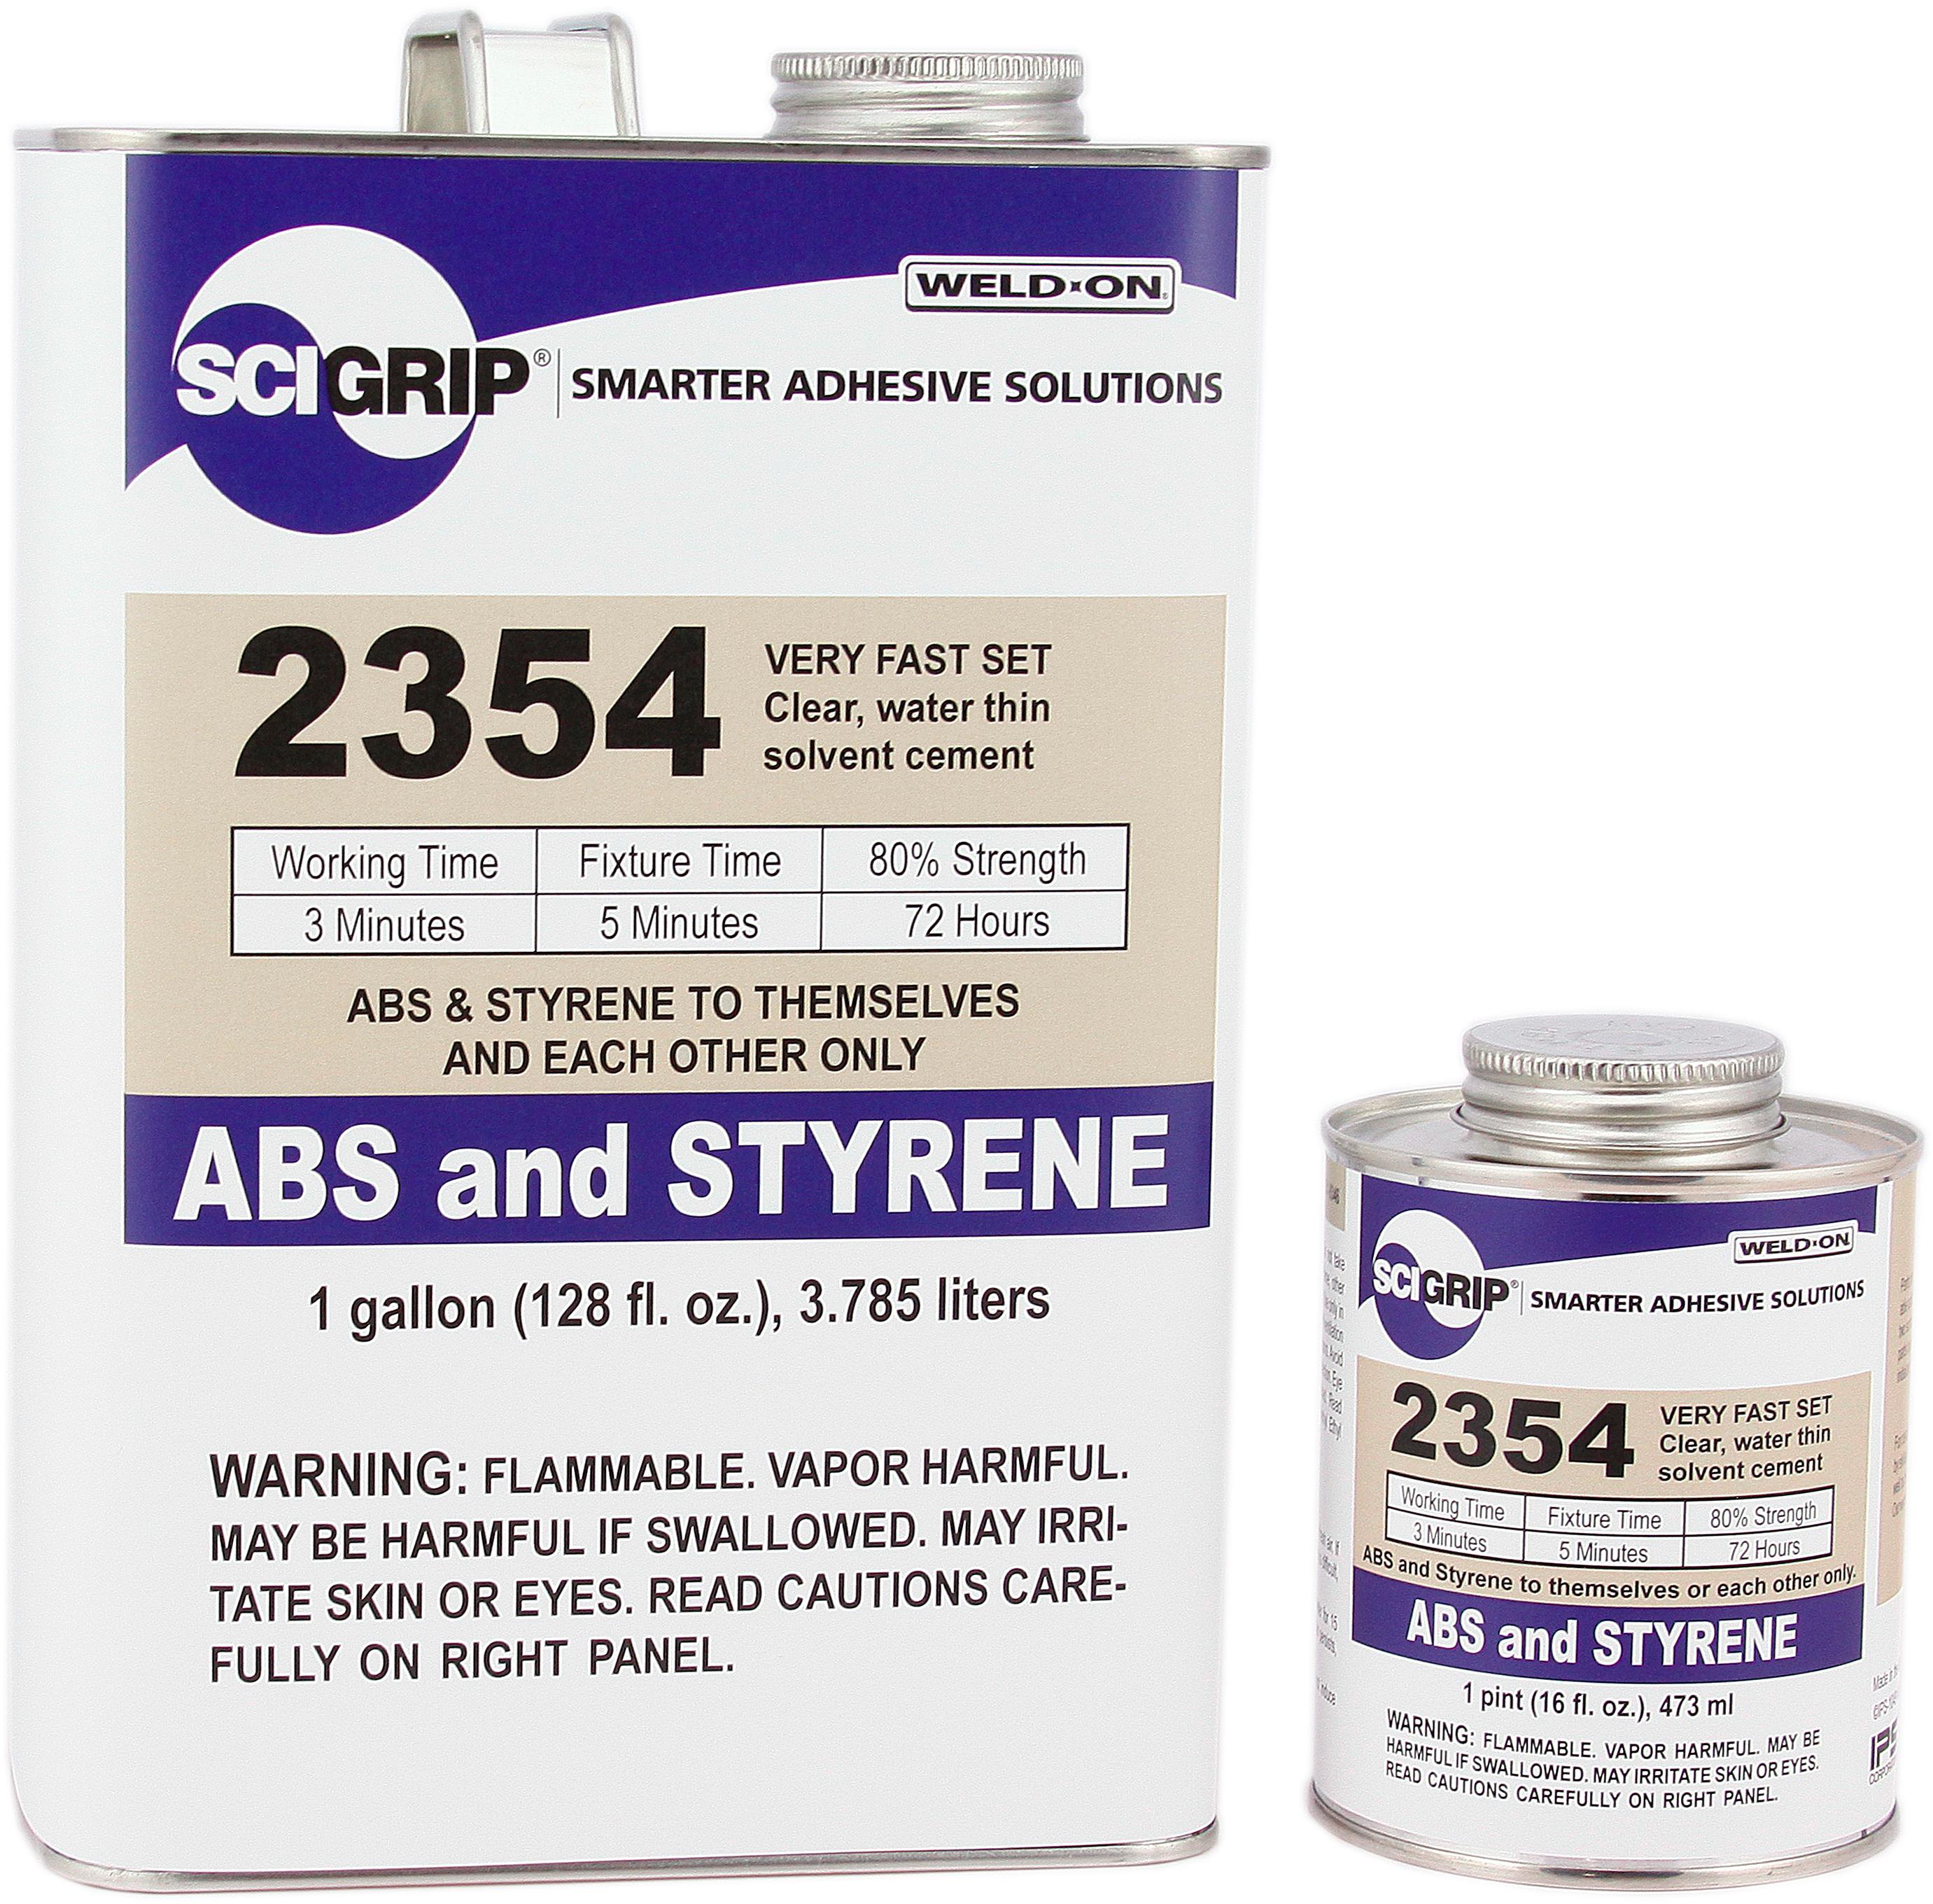 WELD-ON
SCIGRIP® | SMARTER ADHESIVE SOLUTIONS
2354
VERY FAST SET
Clear, water thin
solvent cement
Working Time Fixture Time 80% Strength
3 Minutes 5 Minutes 72 Hours
ABS & STYRENE TO THEMSELVES
AND EACH OTHER ONLY
ABS and STYRENE
1 gallon (128 fl. oz.), 3.785 liters
WARNING: FLAMMABLE. VAPOR HARMFUL.
MAY BE HARMFUL IF SWALLOWED. MAY IRRI-
TATE SKIN OR EYES. READ CAUTIONS CARE-
FULLY ON RIGHT PANEL.
WELD-ON
SCIGRIP® | SMARTER ADHESIVE SOLUTIONS
2354
VERY FAST SET
Clear, water thin
solvent cement
Working Time Fixture Time 80% Strength
3 Minutes 5 Minutes 72 Hours
ABS and Styrene to themselves or each other only.
ABS and STYRENE
1 pint (16 fl. oz.), 473 ml
WARNING: FLAMMABLE. VAPOR HARMFUL. MAY BE
HARMFUL IF SWALLOWED. MAY IRRITATE SKIN OR EYES.
READ CAUTIONS CAREFULLY ON RIGHT PANEL.